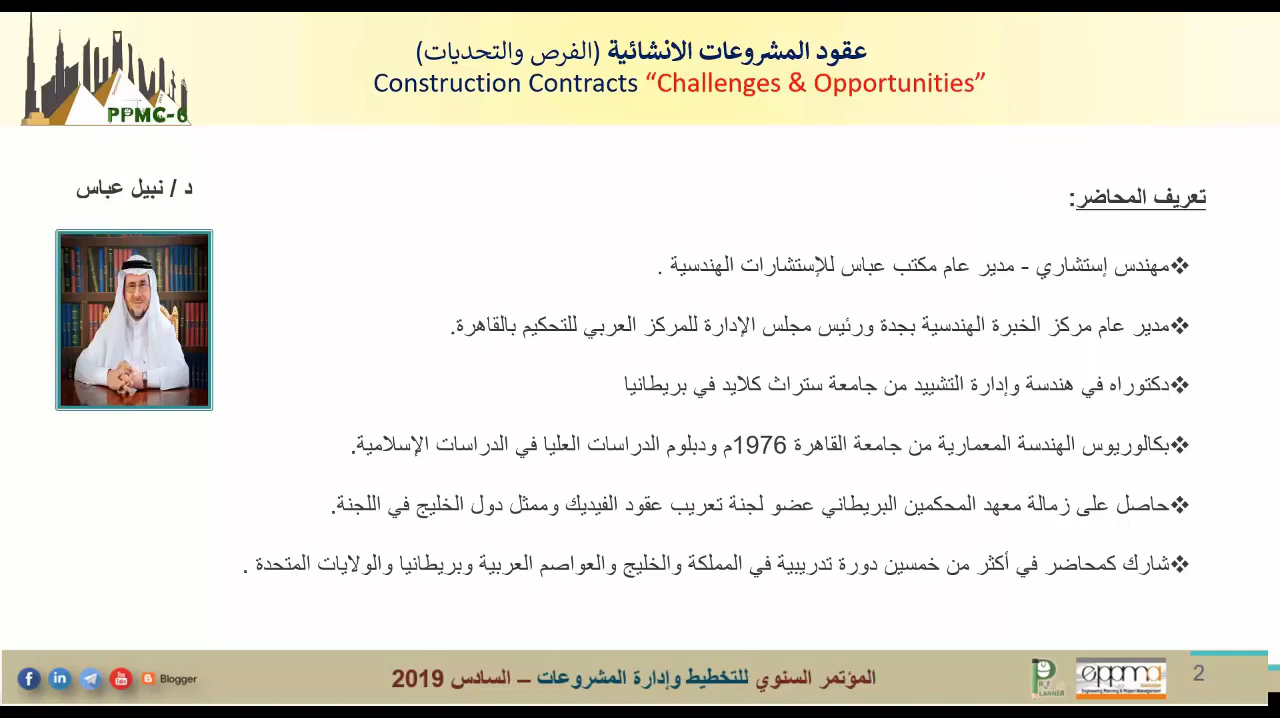 عقود المشروعات الانشائية (الفرص والتحديات)
Construction Contracts “Challenges & Opportunities”
PPMC-6
د / نبيل عباس
تعريف المحاضر:
❖مهندس إستشاري - مدير عام مكتب عباس للإستشارات الهندسية .
❖مدير عام مركز الخبرة الهندسية بجدة ورئيس مجلس الإدارة للمركز العربي للتحكيم بالقاهرة.
❖دكتوراه في هندسة وإدارة التشييد من جامعة ستراث كلايد في بريطانيا
❖بكالوريوس الهندسة المعمارية من جامعة القاهرة 1976م ودبلوم الدراسات العليا في الدراسات الإسلامية.
❖حاصل على زمالة معهد المحكمين البريطاني عضو لجنة تعريب عقود الفيديك وممثل دول الخليج في اللجنة.
❖شارك كمحاضر في أكثر من خمسين دورة تدريبية في المملكة والخليج والعواصم العربية وبريطانيا والولايات المتحدة .
Blogger
المؤتمر السنوي للتخطيط وإدارة المشروعات – السادس 2019
PLANNER
eppma
Engineering Planning & Project Management
2